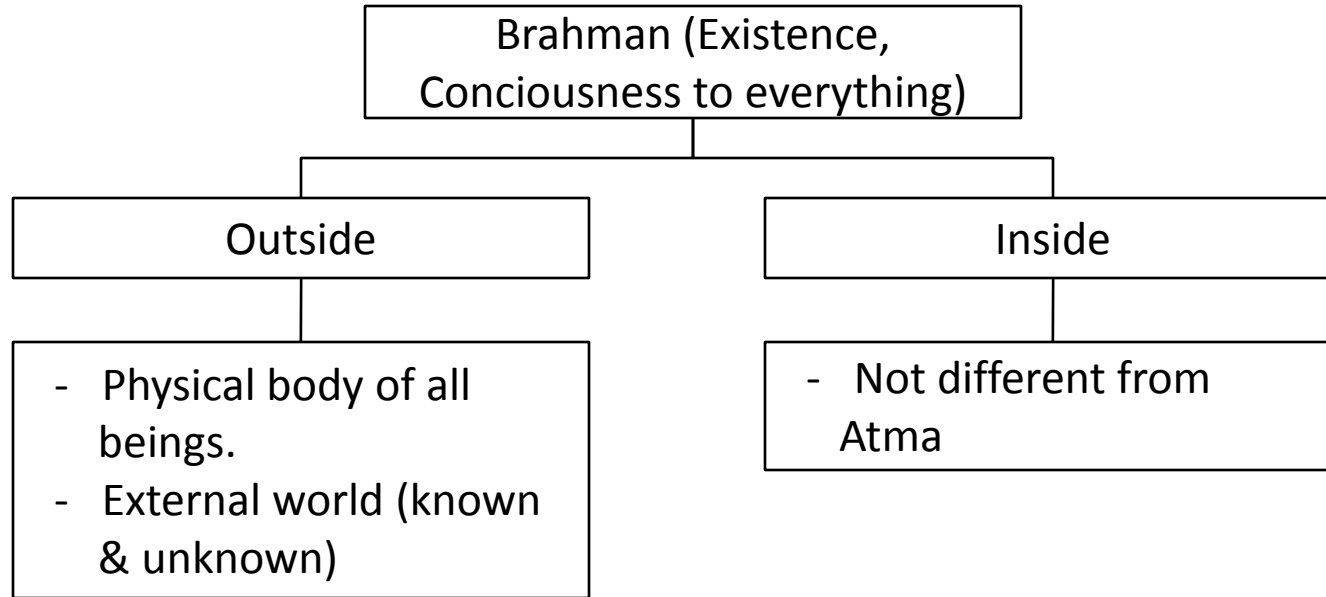 Brahman (Existence,
Conciousness to everything)
Outside
Inside
- Physical body of all
beings.
- External world (known
& unknown)
- Not different from
Atma